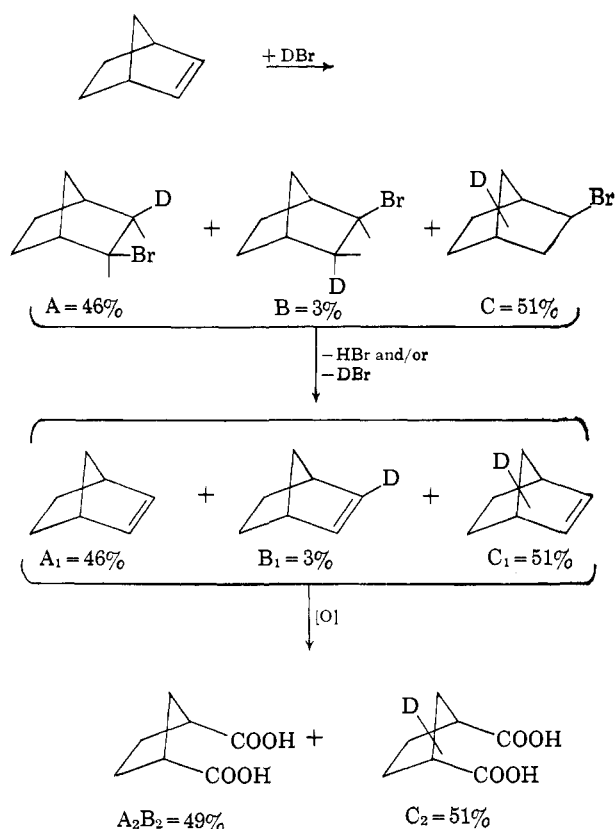 + DBr
D
Br
+
Br
D
+
D
Br
A = 46%
B = 3%
C = 51%
– HBr and/or
– DBr
+
D
+
D
A₁ = 46%
B₁ = 3%
C₁ = 51%
[O]
COOH
COOH
+
D
COOH
COOH
A₂B₂ = 49%
C₂ = 51%